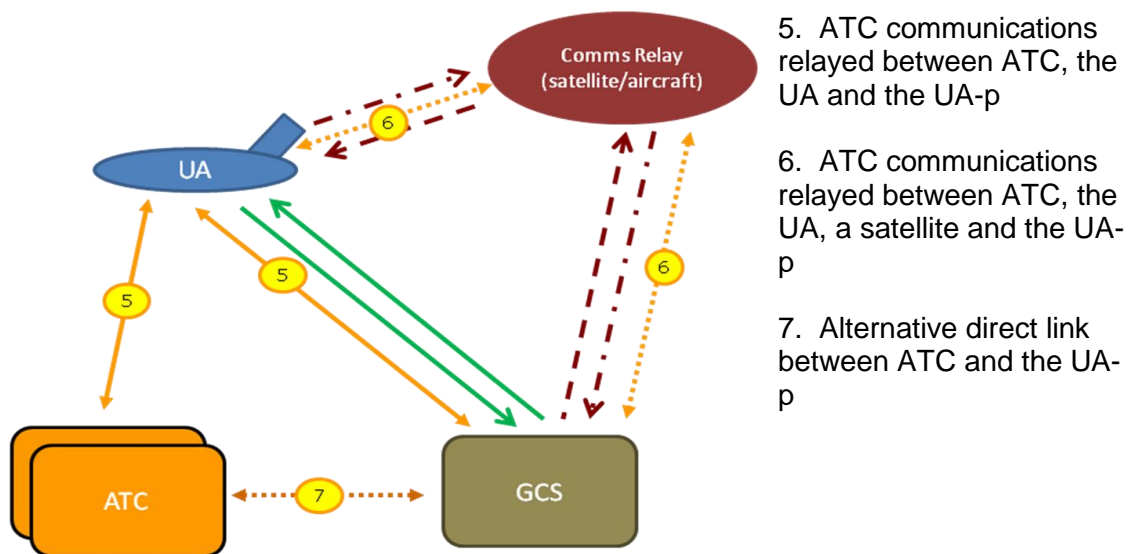 Comms Relay
(satellite/aircraft)
6
UA
5
5
6
ATC
7
GCS
5. ATC communications
relayed between ATC, the
UA and the UA-p
6. ATC communications
relayed between ATC, the
UA, a satellite and the UA-
p
7. Alternative direct link
between ATC and the UA-
p